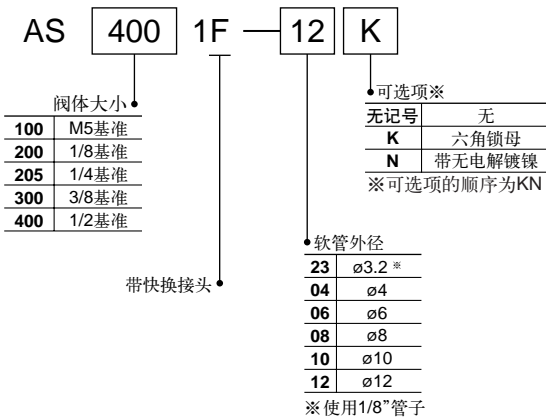 AS 400 1F — 12 K
阀体大小
100 M5基准
200 1/8基准
205 1/4基准
300 3/8基准
400 1/2基准
带快换接头
可选项※
无记号 无
K 六角锁母
N 带无电解镀镍
※可选项的顺序为KN
软管外径
23 ø3.2※
04 ø4
06 ø6
08 ø8
10 ø10
12 ø12
※使用1/8”管子